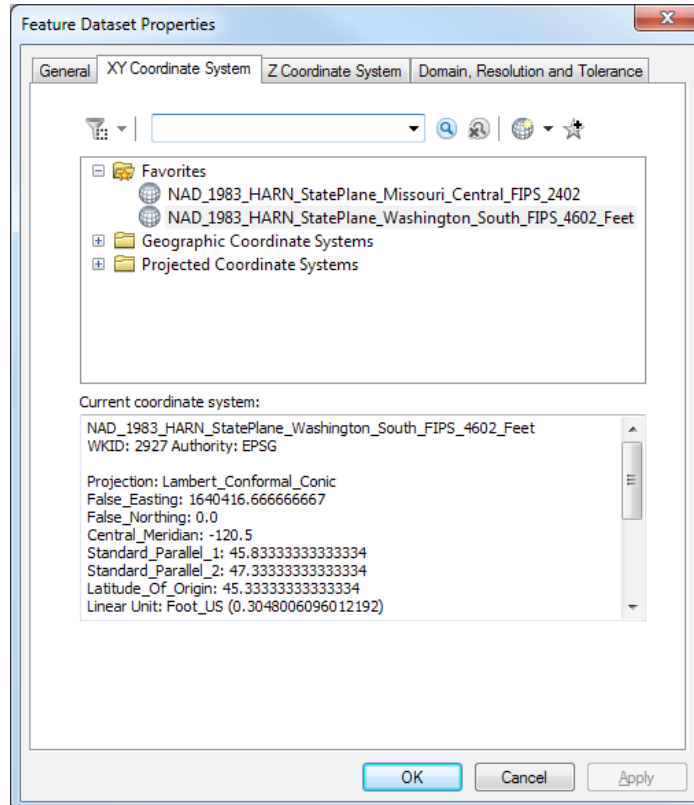 Feature Dataset Properties
General XY Coordinate System Z Coordinate System Domain, Resolution and Tolerance
Favorites
NAD_1983_HARN_StatePlane_Missouri_Central_FIPS_2402
NAD_1983_HARN_StatePlane_Washington_South_FIPS_4602_Feet
Geographic Coordinate Systems
Projected Coordinate Systems
Current coordinate system:
NAD_1983_HARN_StatePlane_Washington_South_FIPS_4602_Feet
WKID: 2927 Authority: EPSG
Projection: Lambert_Conformal_Conic
False_Easting: 1640416.666666667
False_Northing: 0.0
Central_Meridian: -120.5
Standard_Parallel_1: 45.83333333333334
Standard_Parallel_2: 47.33333333333334
Latitude_Of_Origin: 45.33333333333334
Linear Unit: Foot_US (0.3048006096012192)
OK Cancel Apply